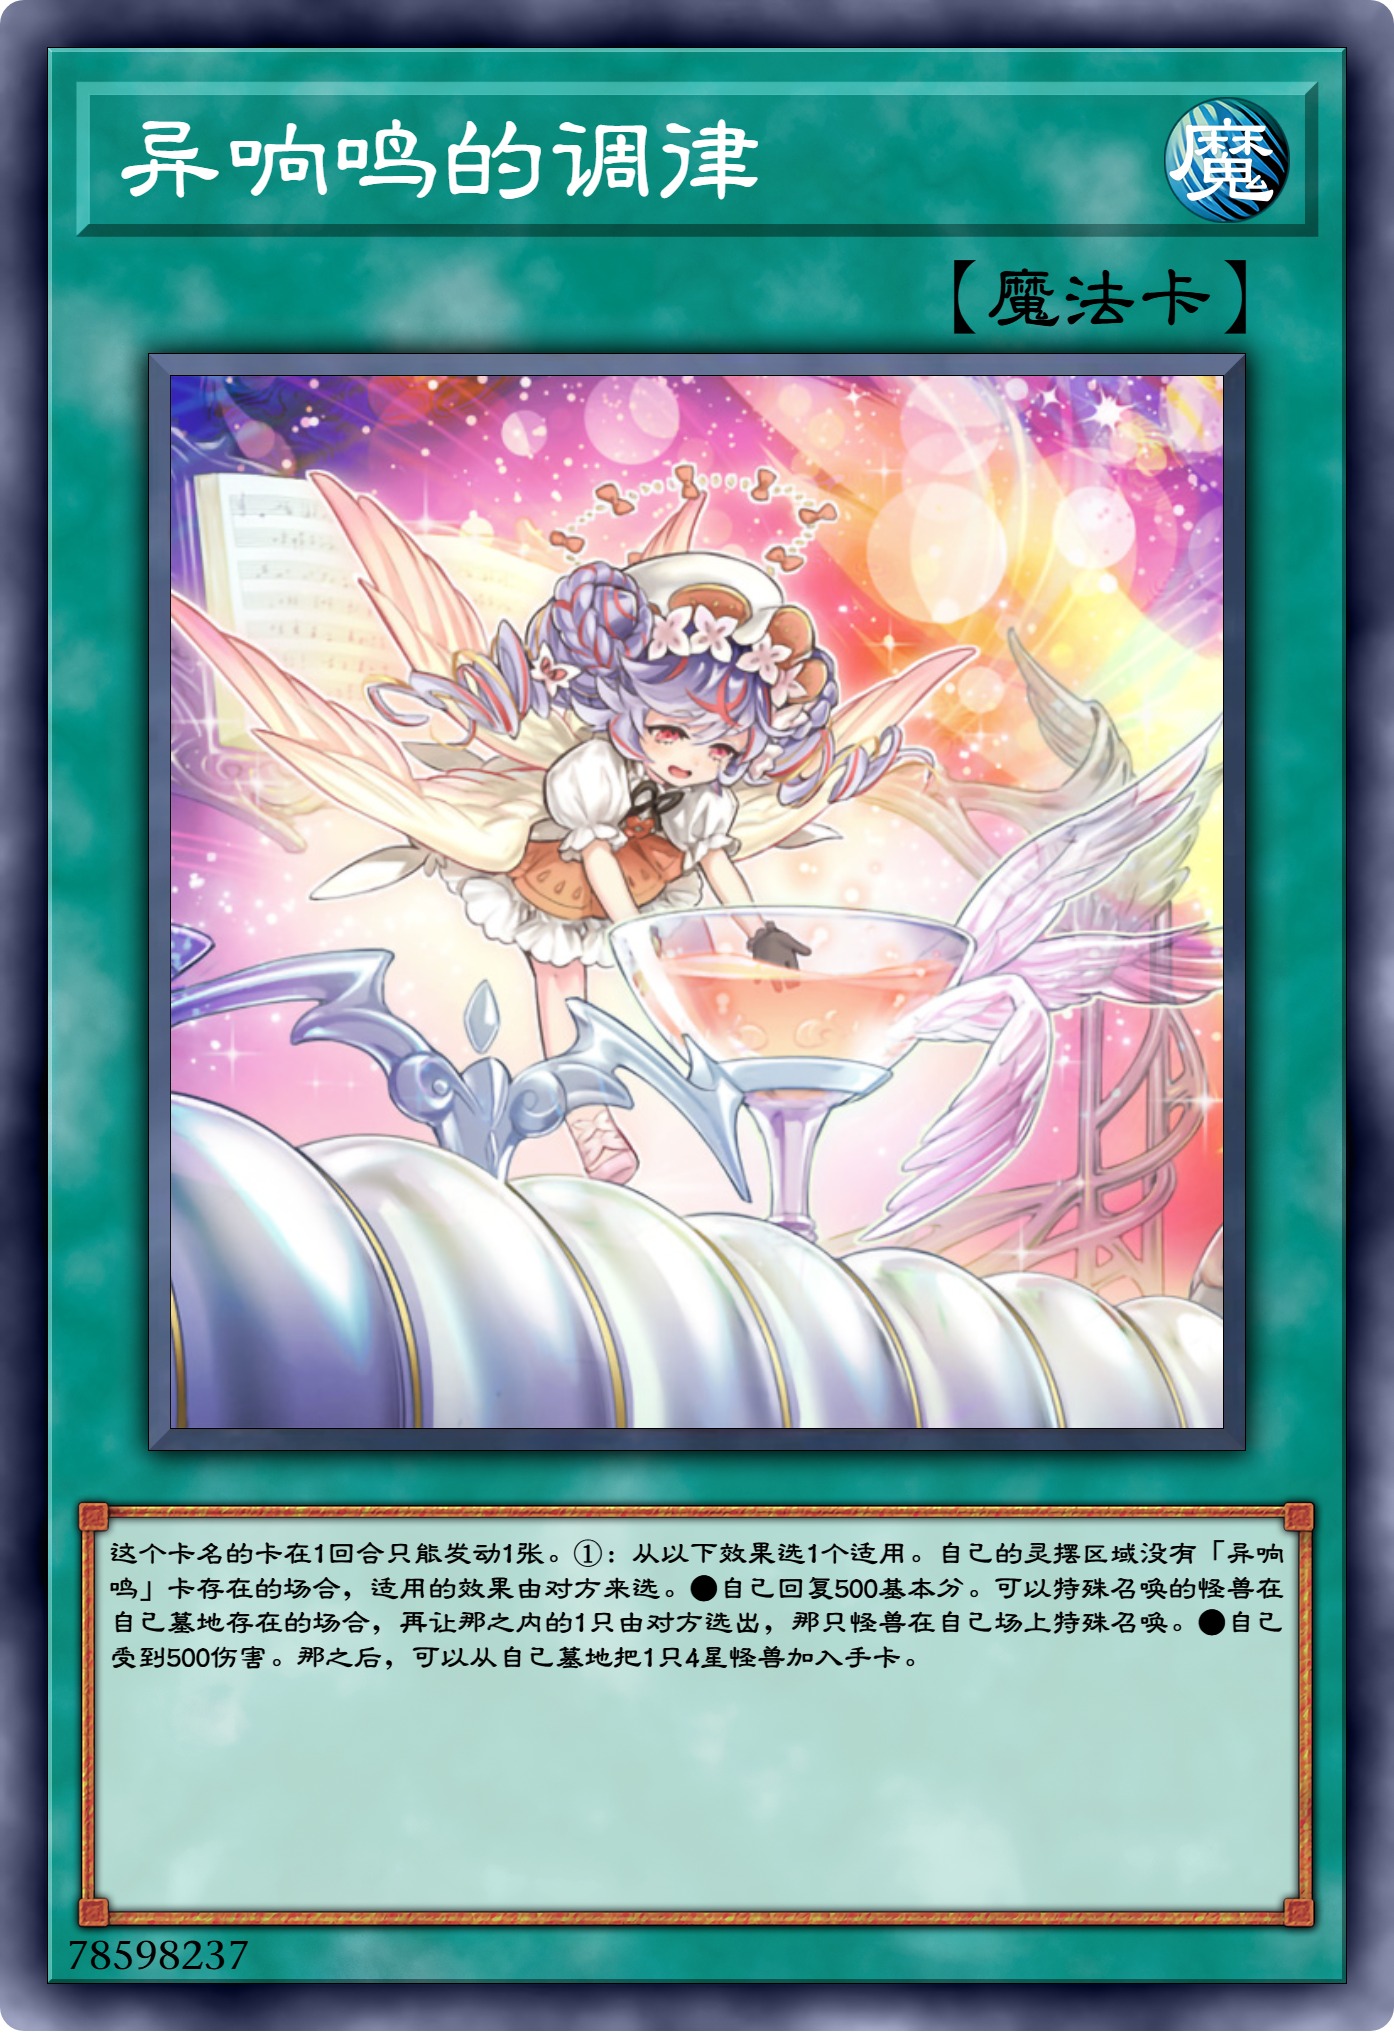 异响鸣的调律
魔
【魔法卡】
这个卡名的卡在1回合只能发动1张。①：从以下效果选1个适用。自己的灵摆区域没有「异响
鸣」卡存在的场合，适用的效果由对方来选。●自己回复500基本分。可以特殊召唤的怪兽在
自己墓地存在的场合，再让那之内的1只由对方选出，那只怪兽在自己场上特殊召唤。●自己
受到500伤害。那之后，可以从自己墓地把1只4星怪兽加入手卡。
78598237